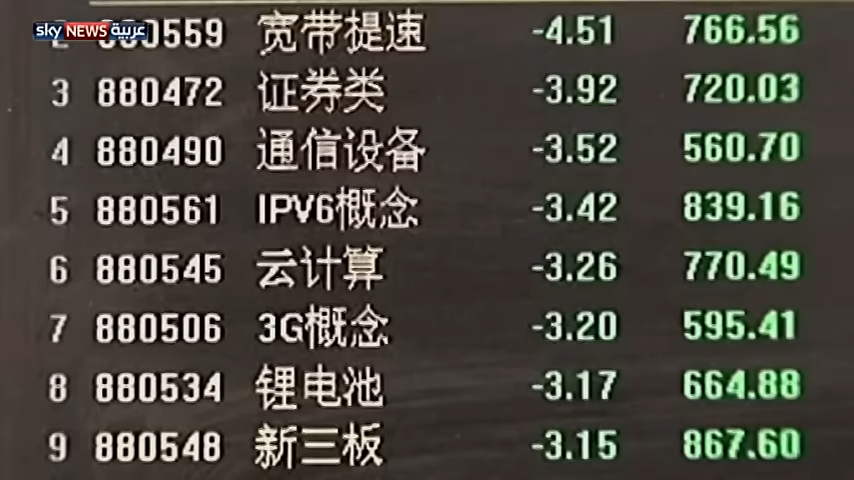 sky NEWS عربية
2 880559 宽带提速 -4.51 766.56
3 880472 证券类 -3.92 720.03
4 880490 通信设备 -3.52 560.70
5 880561 IPV6概念 -3.42 839.16
6 880545 云计算 -3.26 770.49
7 880506 3G概念 -3.20 595.41
8 880534 锂电池 -3.17 664.88
9 880548 新三板 -3.15 867.60